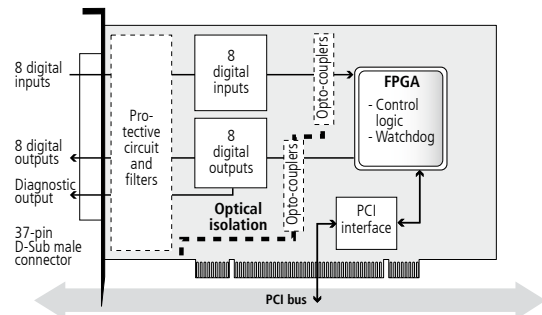 8 digital
inputs
8 digital
outputs
Diagnostic
output
37-pin
D-Sub male
connector
Pro-
tective
circuit
and
filters
8
digital
inputs
8
digital
outputs
Optical
isolation
Opto-couplers
Opto-couplers
FPGA
- Control
logic
- Watchdog
PCI
interface
PCI bus